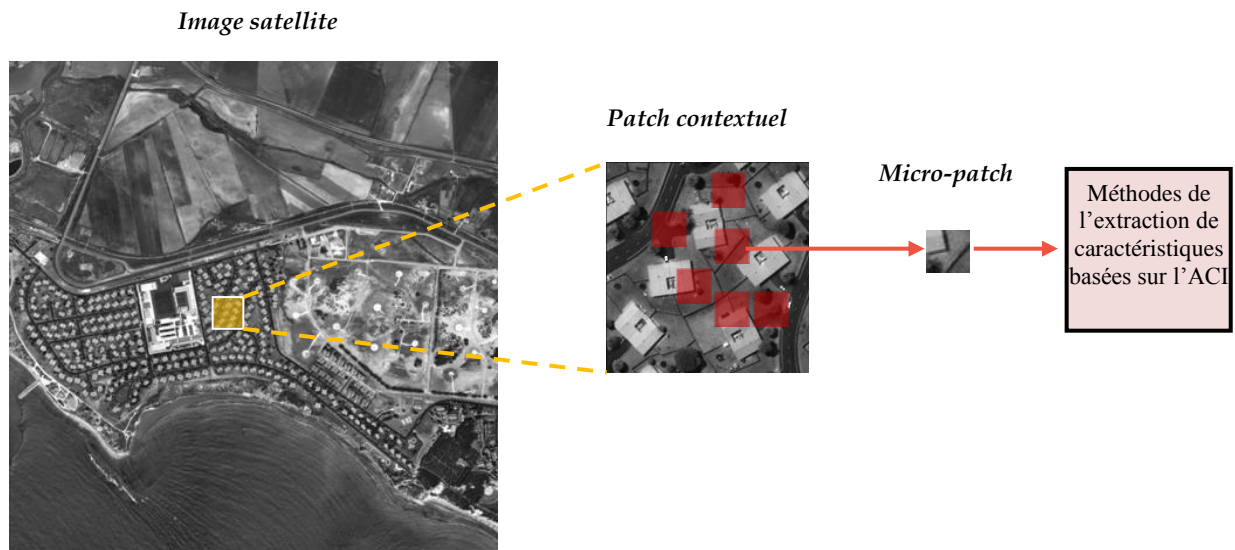 Image satellite
Patch contextuel
Micro-patch
Méthodes de
l'extraction de
caractéristiques
basées sur l'ACI